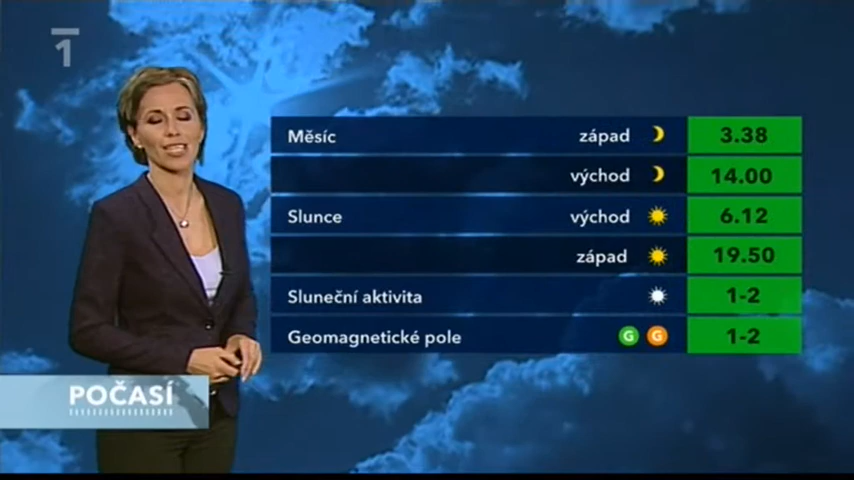 1
Měsíc západ 3.38
východ 14.00
Slunce východ 6.12
západ 19.50
Sluneční aktivita 1-2
Geomagnetické pole G G 1-2
POČASÍ